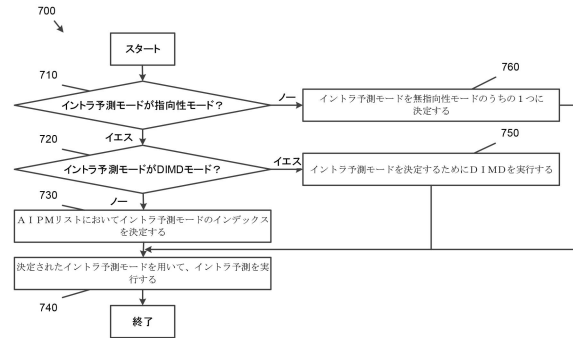 700
スタート
710
イントラ予測モードが指向性モード?
ノー
760
イントラ予測モードを無指向性モードのうちの1つに
決定する
イエス
720
イントラ予測モードがDIMDモード?
イエス
750
イントラ予測モードを決定するためにDIMDを実行する
ノー
730
AIPMリストにおいてイントラ予測モードのインデックス
を決定する
決定されたイントラ予測モードを用いて、イントラ予測を実
行する
740
終了